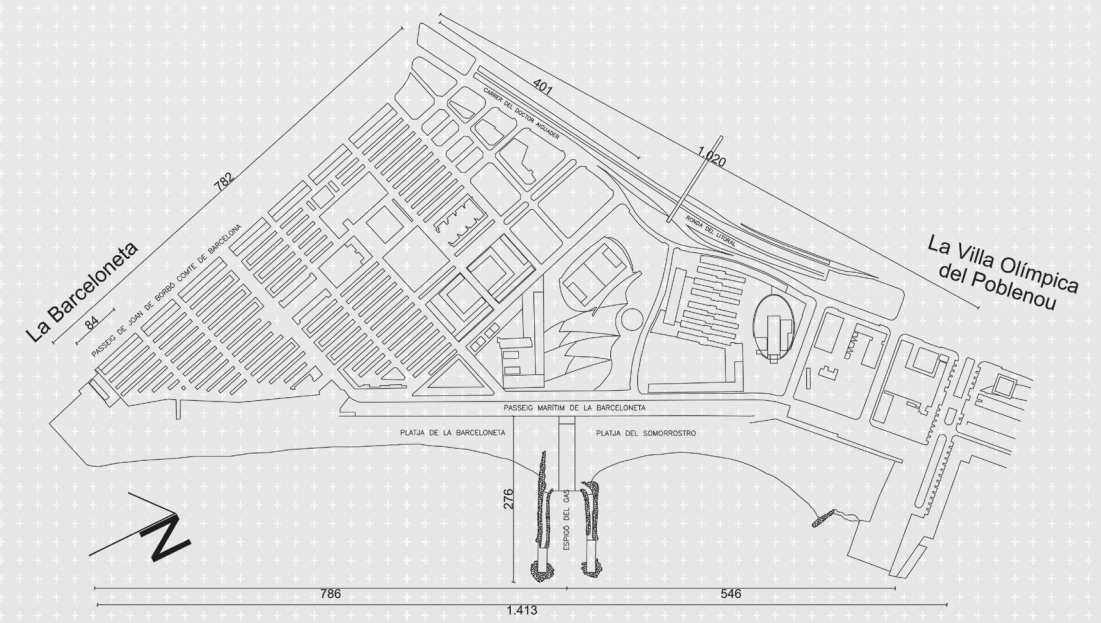 401
CARRER DEL DOCTOR AIGUADER
1.020
782
RONDA DEL LITORAL
La Barceloneta
PASSEIG DE JOAN DE BORBÓ COMTE DE BARCELONA
84
La Villa Olímpica
del Poblenou
PASSEIG MARÍTIM DE LA BARCELONETA
PLATJA DE LA BARCELONETA
PLATJA DEL SOMORROSTRO
276
ESPIGÓ DEL GAS
N
786
546
1.413